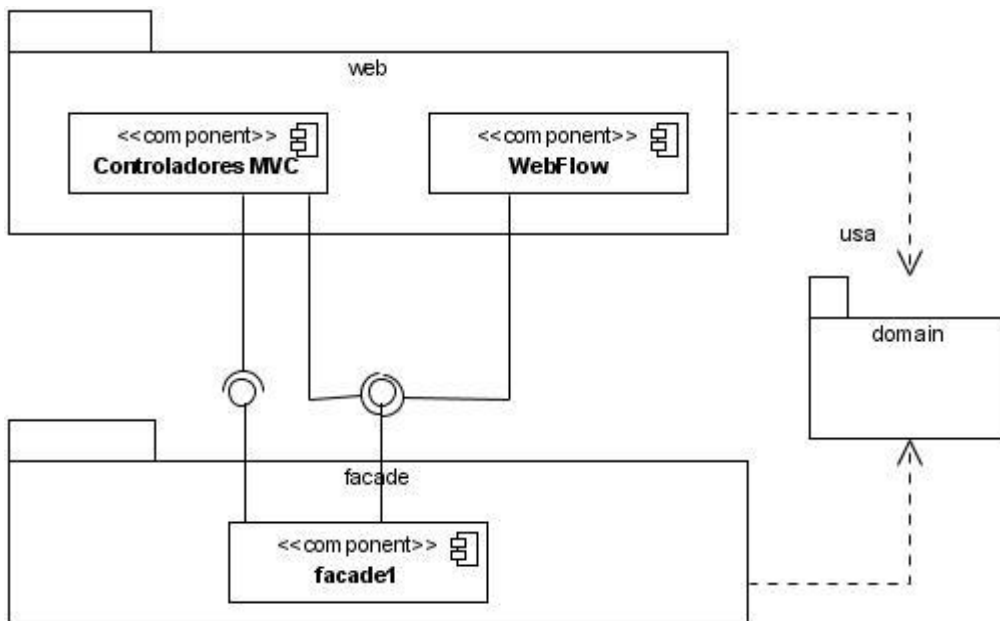 web
<<component>>
Controladores MVC
<<component>>
WebFlow
usa
domain
facade
<<component>>
facade1